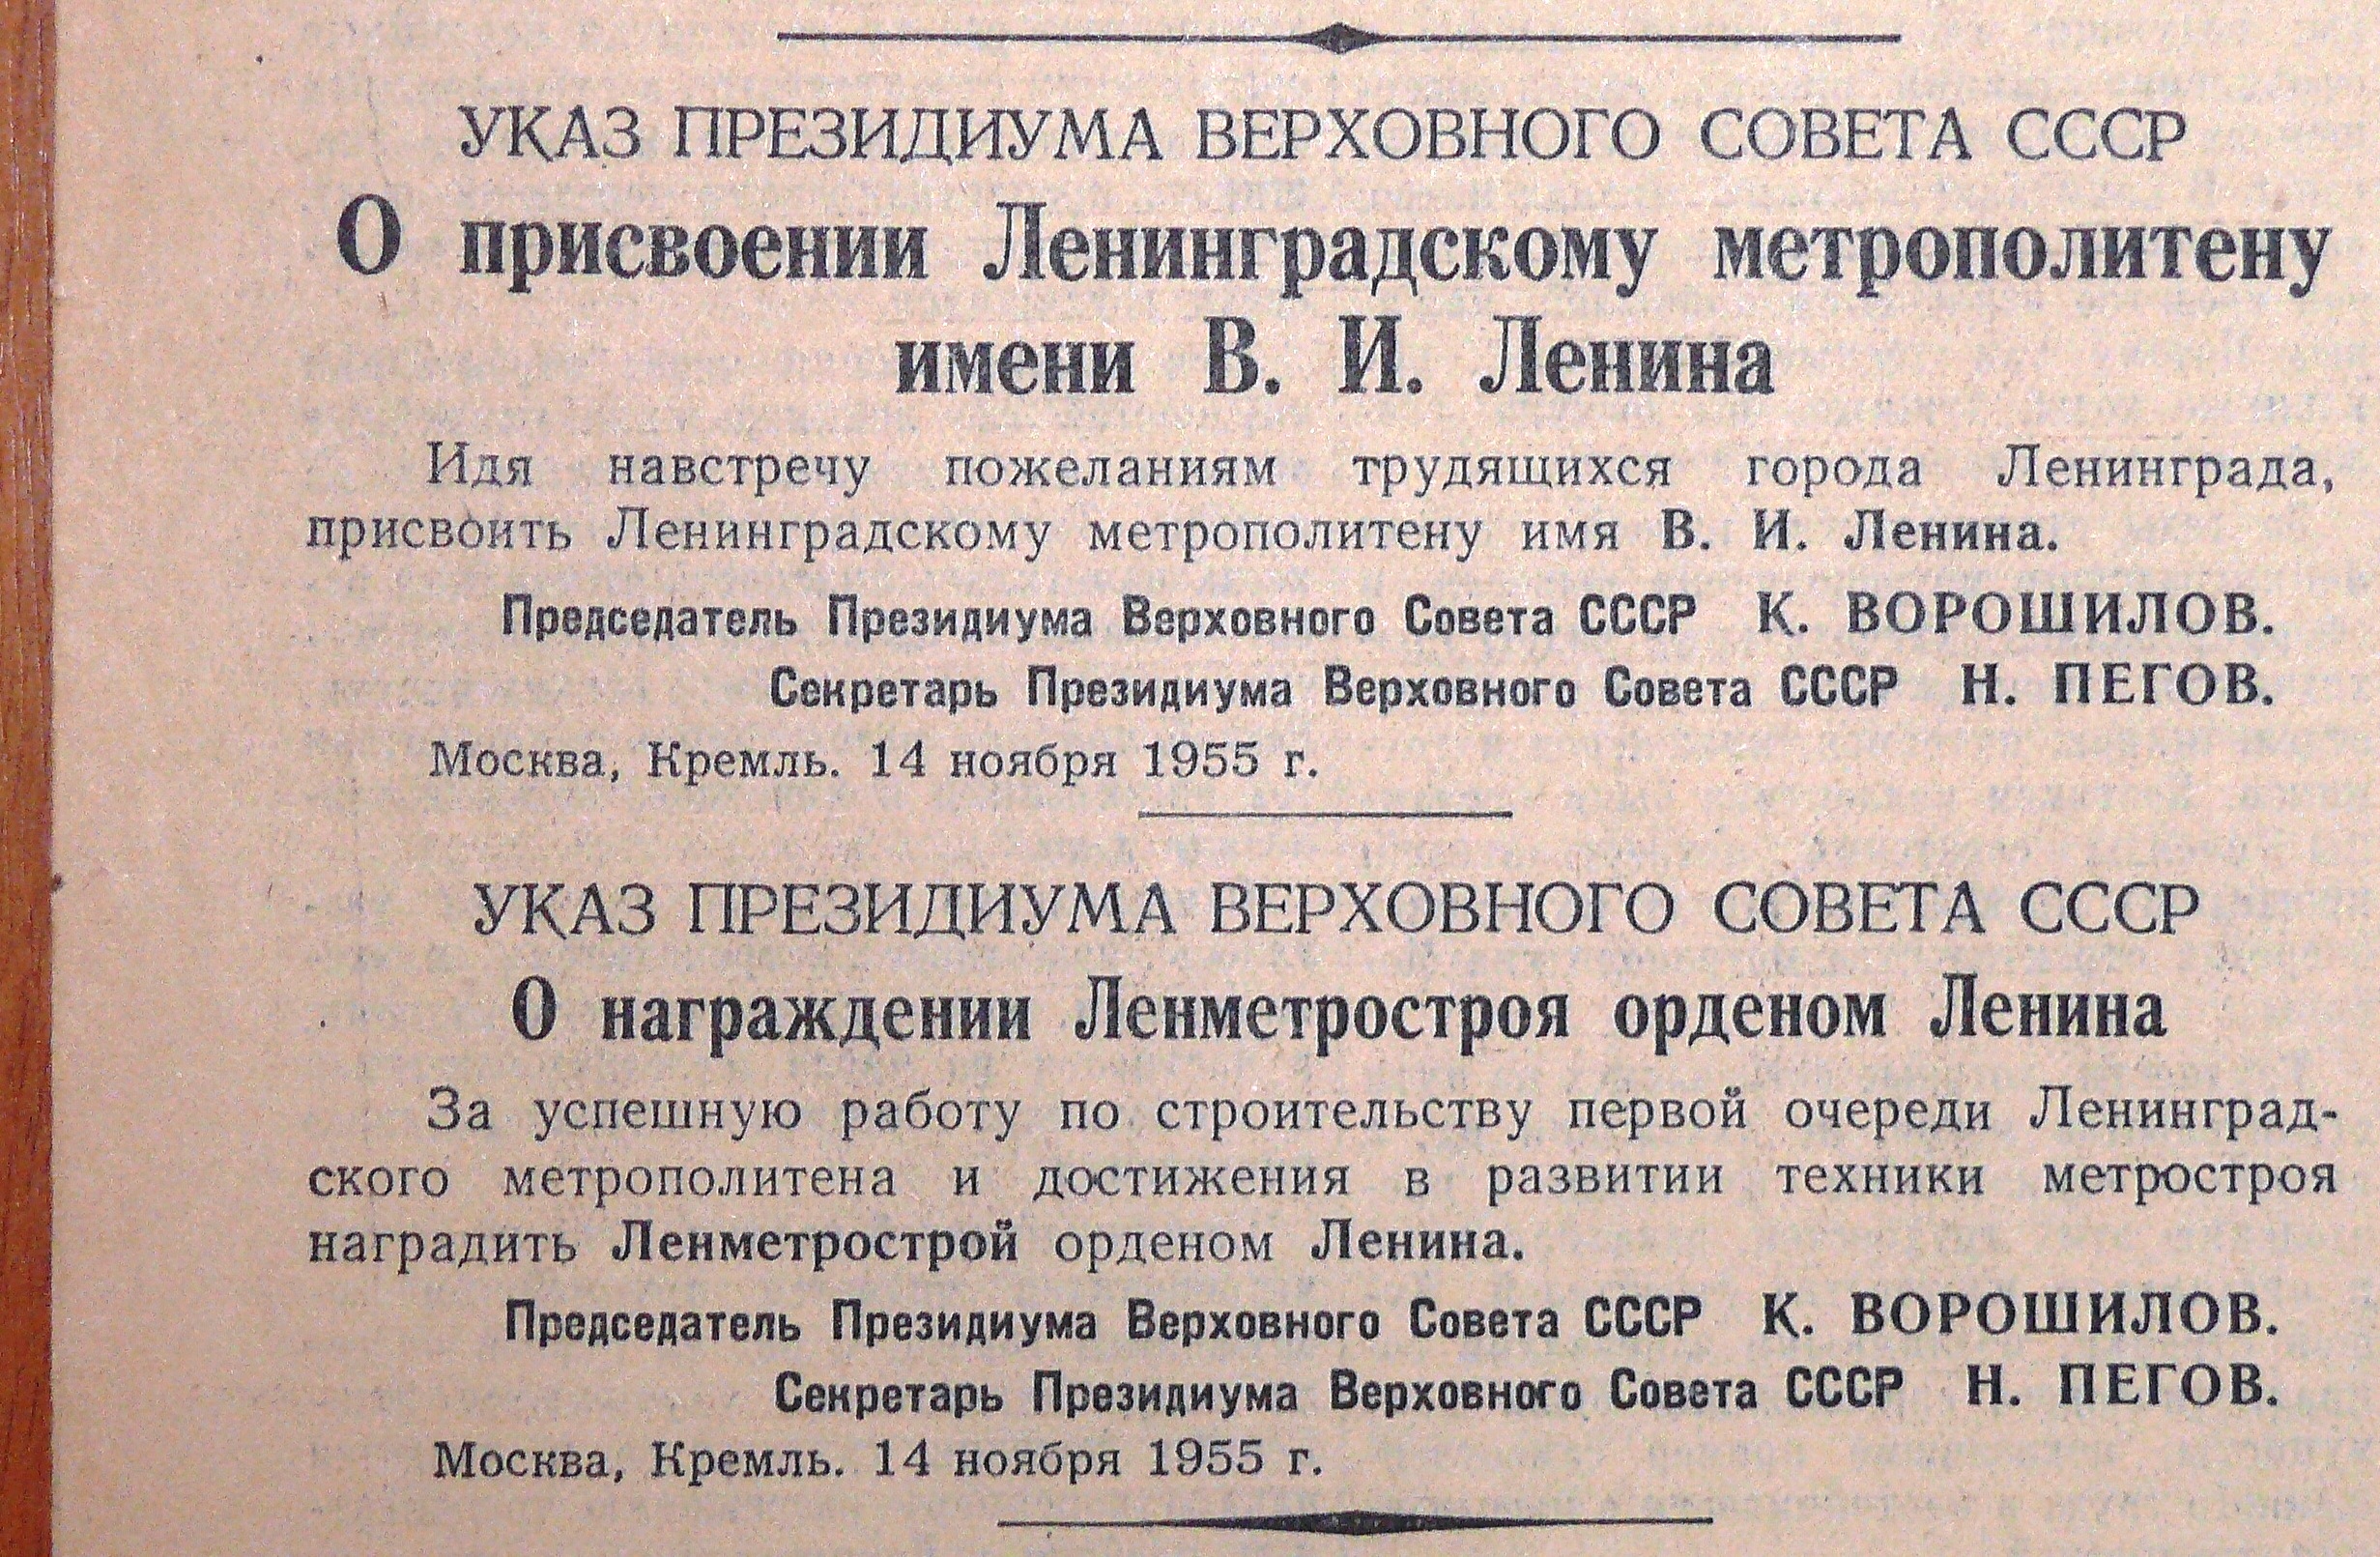 УКАЗ ПРЕЗИДИУМА ВЕРХОВНОГО СОВЕТА СССР
О присвоении Ленинградскому метрополитену
имени В. И. Ленина
Идя навстречу пожеланиям трудящихся города Ленинграда,
присвоить Ленинградскому метрополитену имя В. И. Ленина.
Председатель Президиума Верховного Совета СССР К. ВОРОШИЛОВ.
Секретарь Президиума Верховного Совета СССР Н. ПЕГОВ.
Москва, Кремль. 14 ноября 1955 г.
УКАЗ ПРЕЗИДИУМА ВЕРХОВНОГО СОВЕТА СССР
О награждении Ленметростроя орденом Ленина
За успешную работу по строительству первой очереди Ленинград-
ского метрополитена и достижения в развитии техники метростроя
наградить Ленметрострой орденом Ленина.
Председатель Президиума Верховного Совета СССР К. ВОРОШИЛОВ.
Секретарь Президиума Верховного Совета СССР Н. ПЕГОВ.
Москва, Кремль. 14 ноября 1955 г.